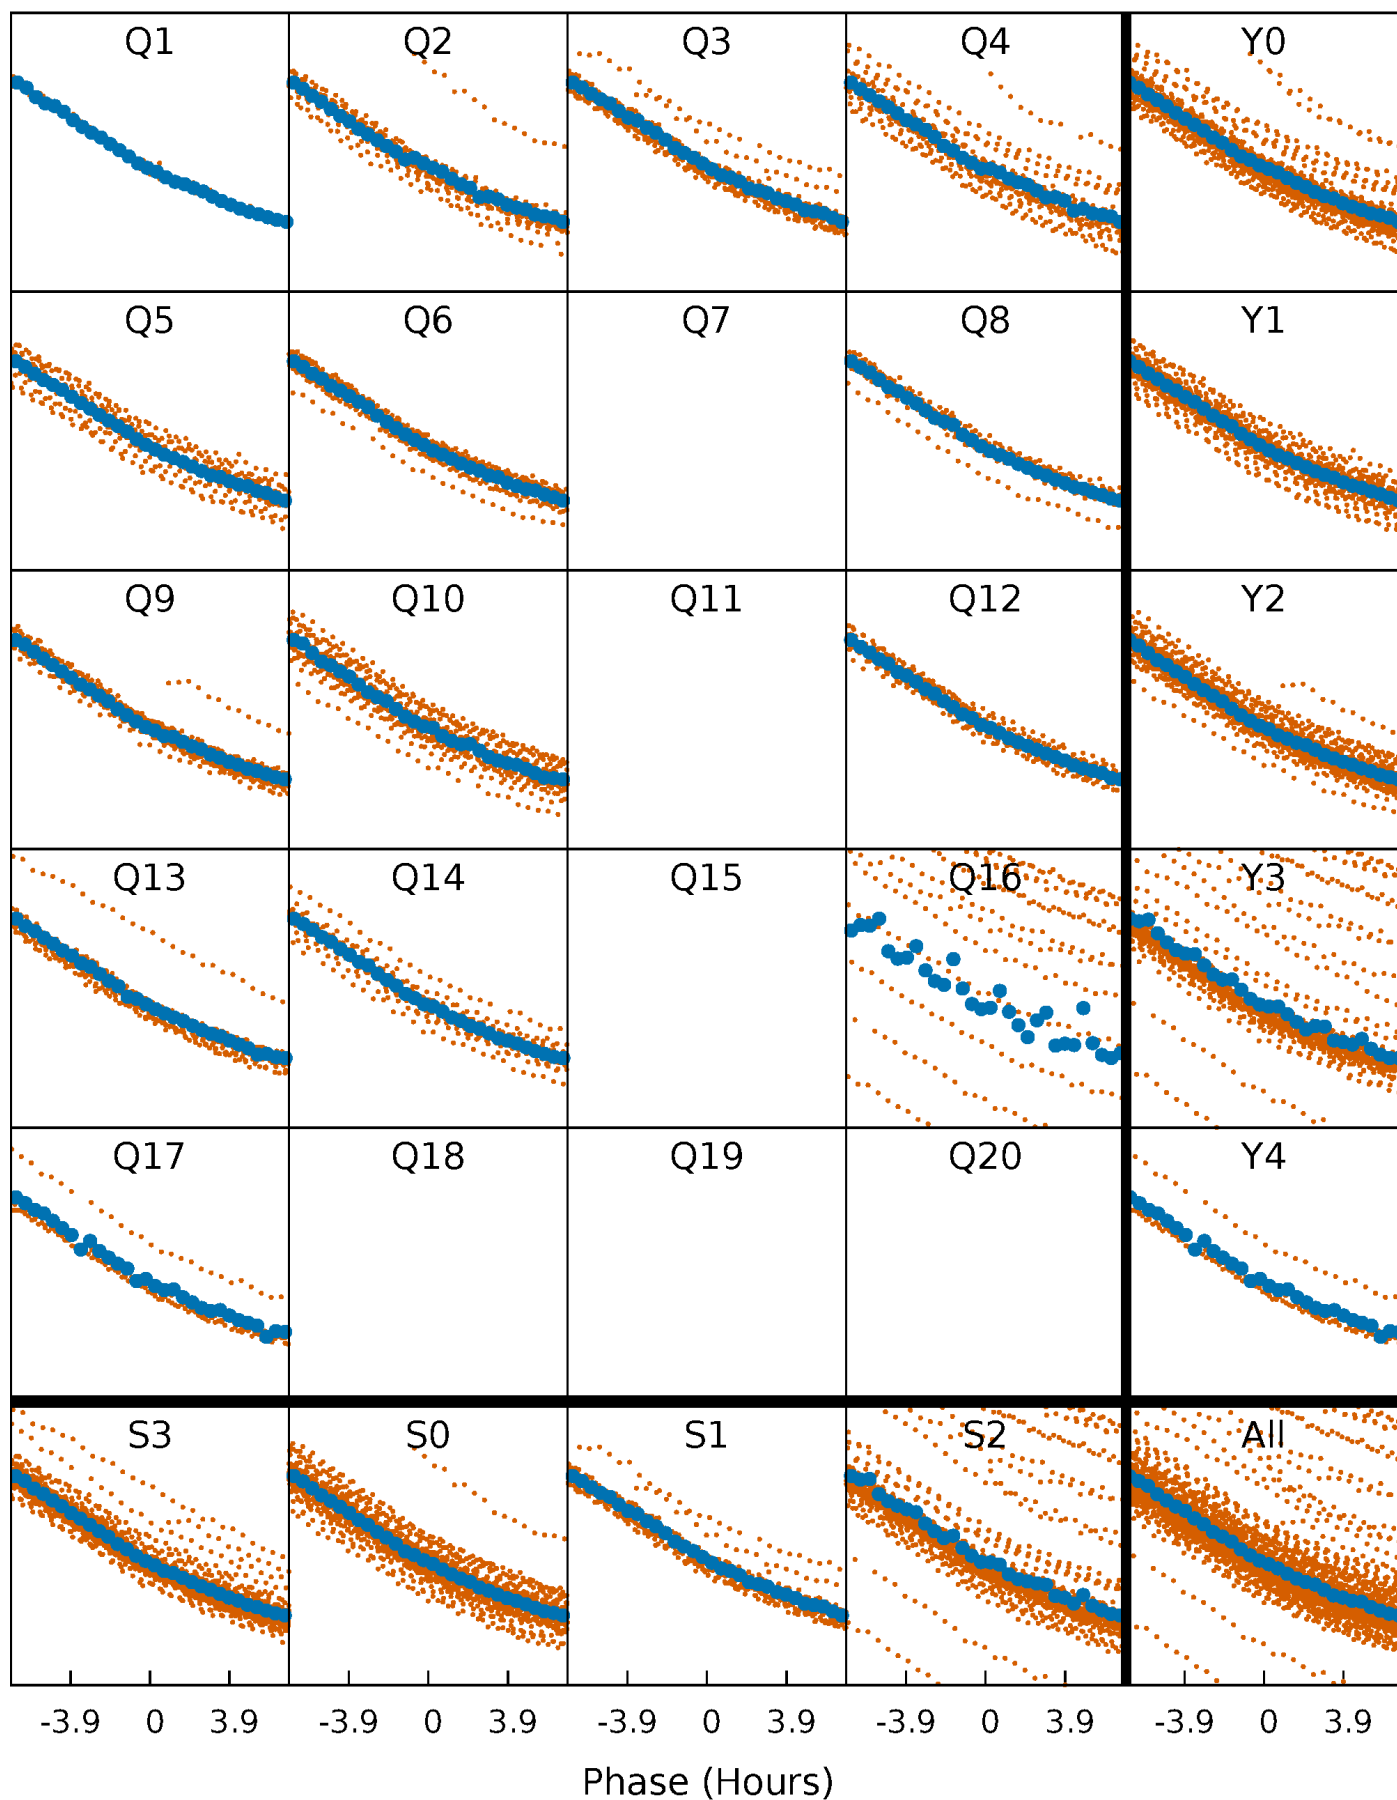 Q1 Q2 Q3 Q4 Y0
Q5 Q6 Q7 Q8 Y1
Q9 Q10 Q11 Q12 Y2
Q13 Q14 Q15 Q16 Y3
Q17 Q18 Q19 Q20 Y4
S3 S0 S1 S2 All
-3.9 0 3.9 -3.9 0 3.9 -3.9 0 3.9 -3.9 0 3.9 -3.9 0 3.9
Phase (Hours)